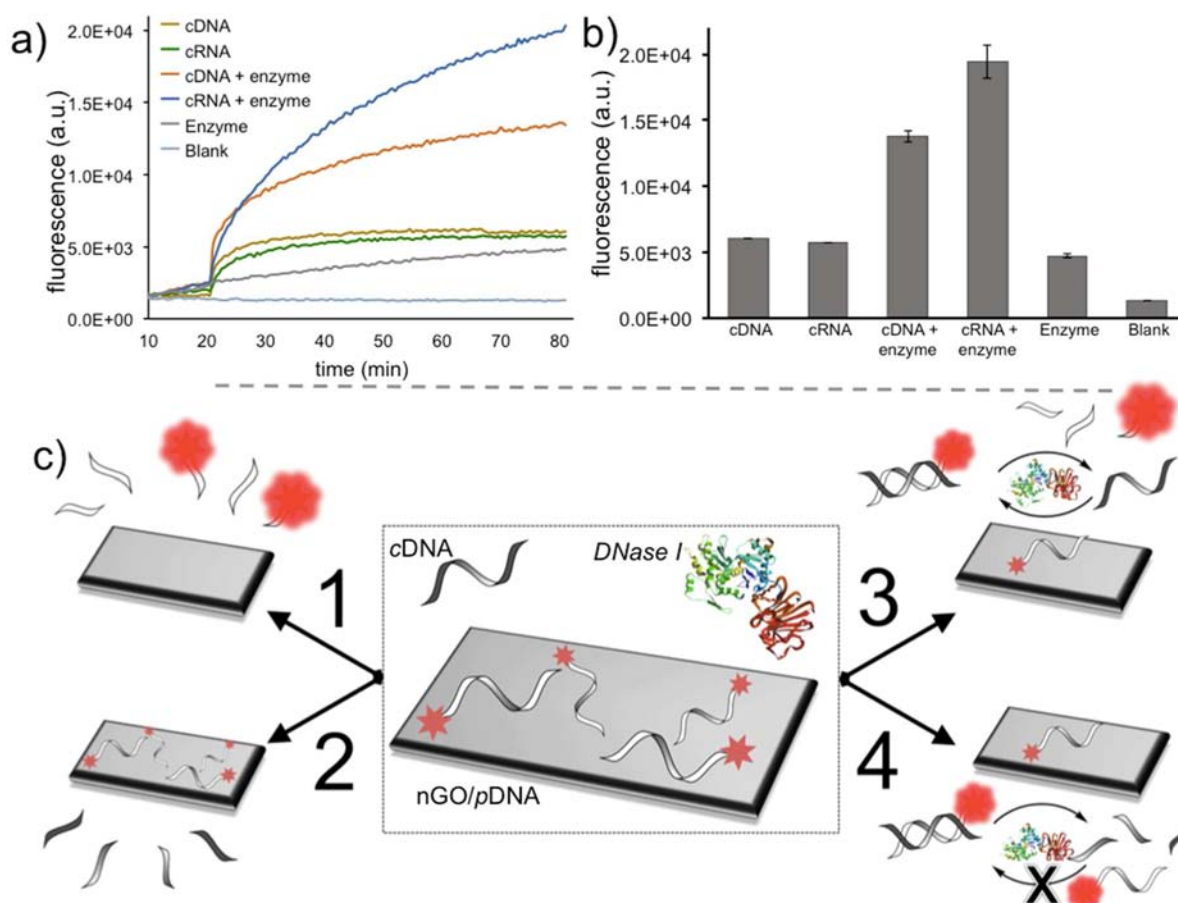 a)
fluorescence (a.u.)
2.0E+04
1.5E+04
1.0E+04
5.0E+03
0.0E+00
cDNA
cRNA
cDNA + enzyme
cRNA + enzyme
Enzyme
Blank
10 20 30 40 50 60 70 80
time (min)
b)
fluorescence (a.u.)
2.0E+04
1.5E+04
1.0E+04
5.0E+03
0.0E+00
cDNA cRNA cDNA + cRNA + Enzyme Blank
enzyme enzyme
c)
cDNA
DNase I
nGO/pDNA
1
2
3
4
X